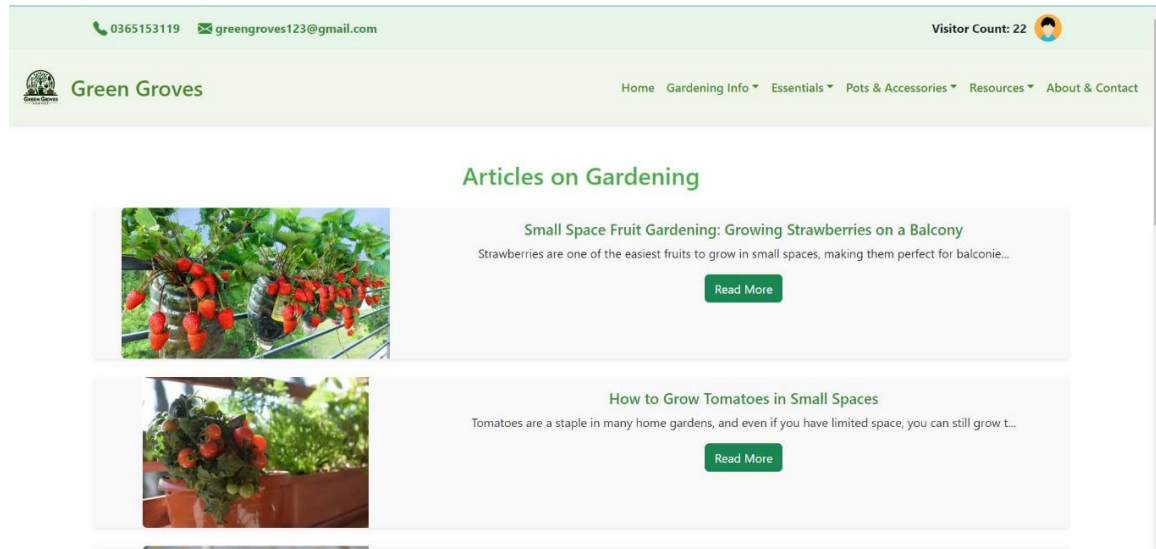 0365153119 greengroves123@gmail.com Visitor Count: 22
Green Groves Home Gardening Info Essentials Pots & Accessories Resources About & Contact
GREEN GROVES
Articles on Gardening
Small Space Fruit Gardening: Growing Strawberries on a Balcony
Strawberries are one of the easiest fruits to grow in small spaces, making them perfect for balconie...
Read More
How to Grow Tomatoes in Small Spaces
Tomatoes are a staple in many home gardens, and even if you have limited space, you can still grow t...
Read More